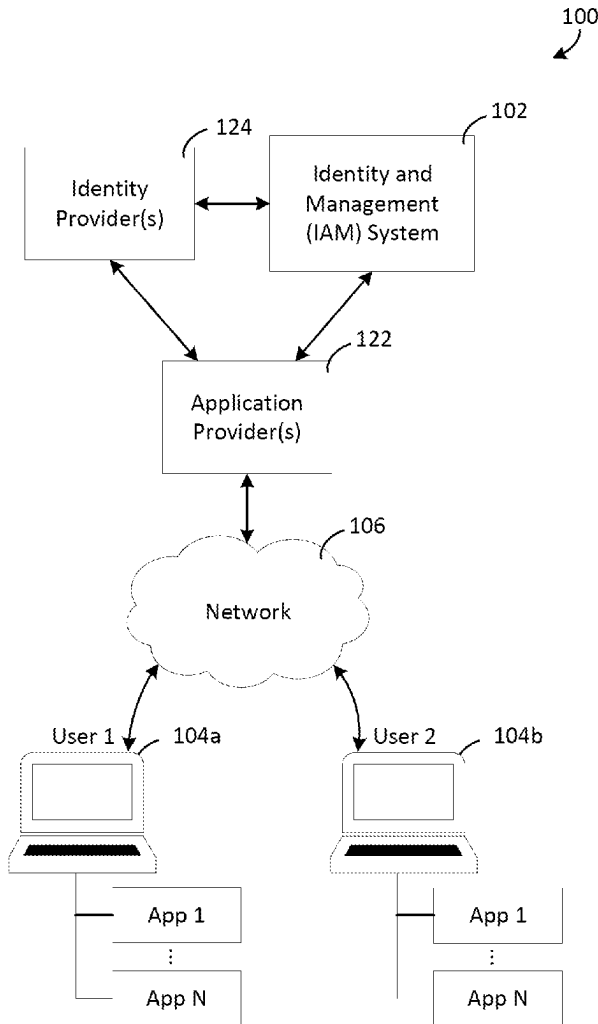 100
124
102
Identity
Provider(s)
Identity and
Management
(IAM) System
122
Application
Provider(s)
106
Network
User 1
104a
User 2
104b
App 1
⋮
App N
App 1
⋮
App N